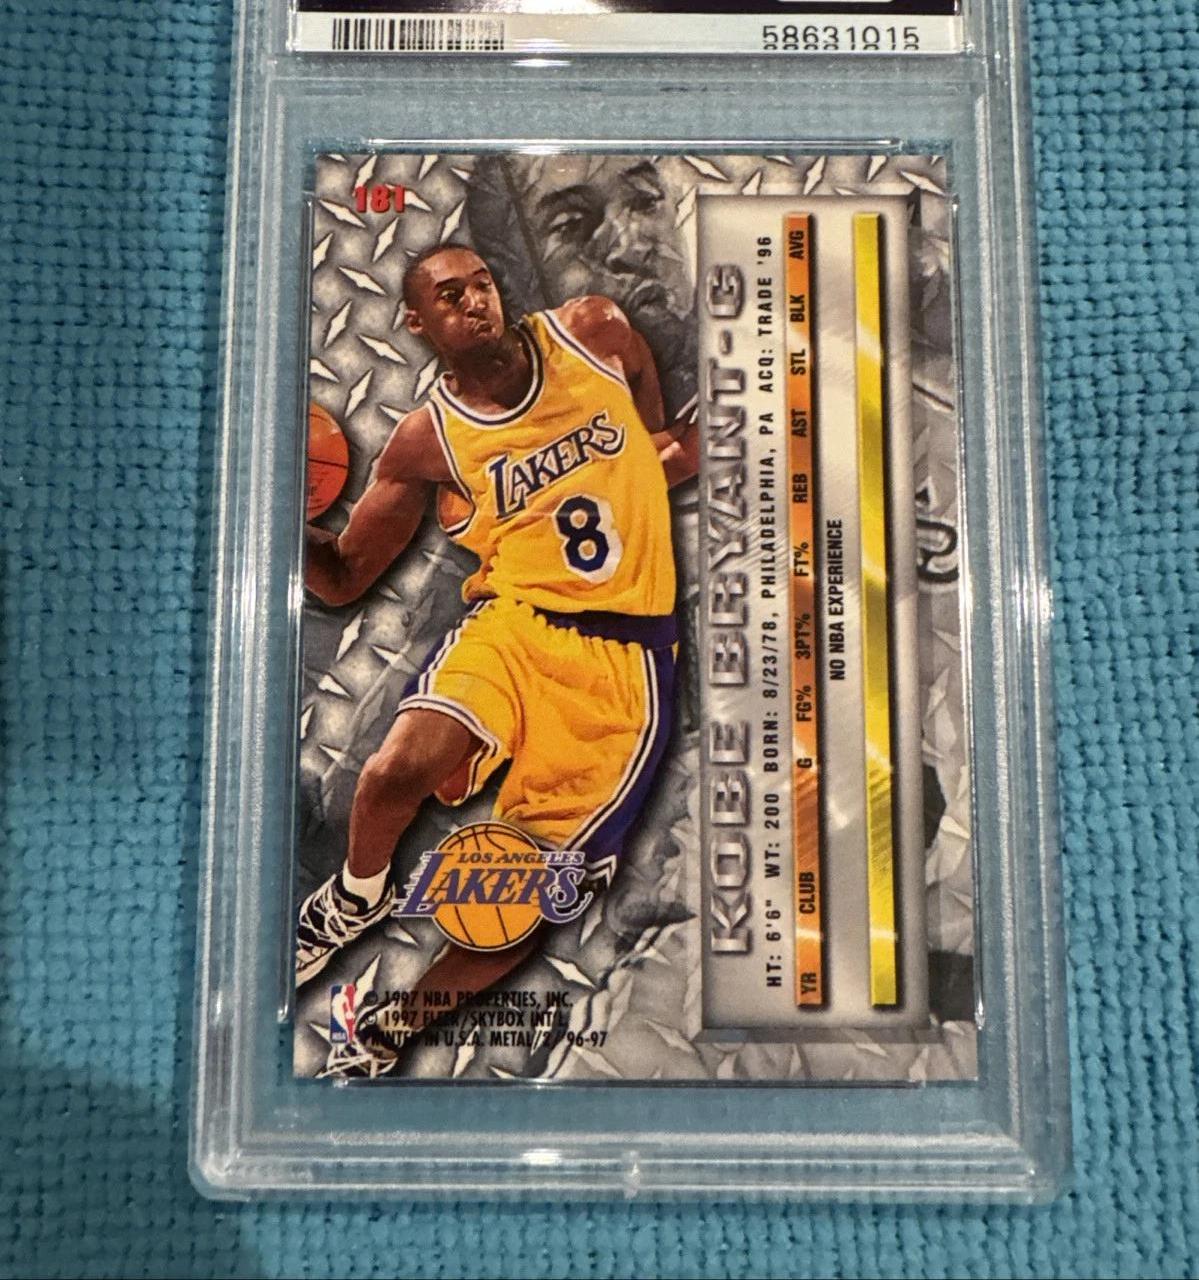 58631015
181
LAKERS
8
LOS ANGELES
LAKERS
NBA
© 1997 NBA PROPERTIES, INC.
© 1997 FLEER/SKYBOX INT'L
PRINTED IN U.S.A. METAL/2/'96-97
KOBE BRYANT-G
HT: 6'6" WT: 200 BORN: 8/23/78, PHILADELPHIA, PA ACQ: TRADE '96
YR CLUB G FG% 3PT% FT% REB AST STL BLK AVG
NO NBA EXPERIENCE